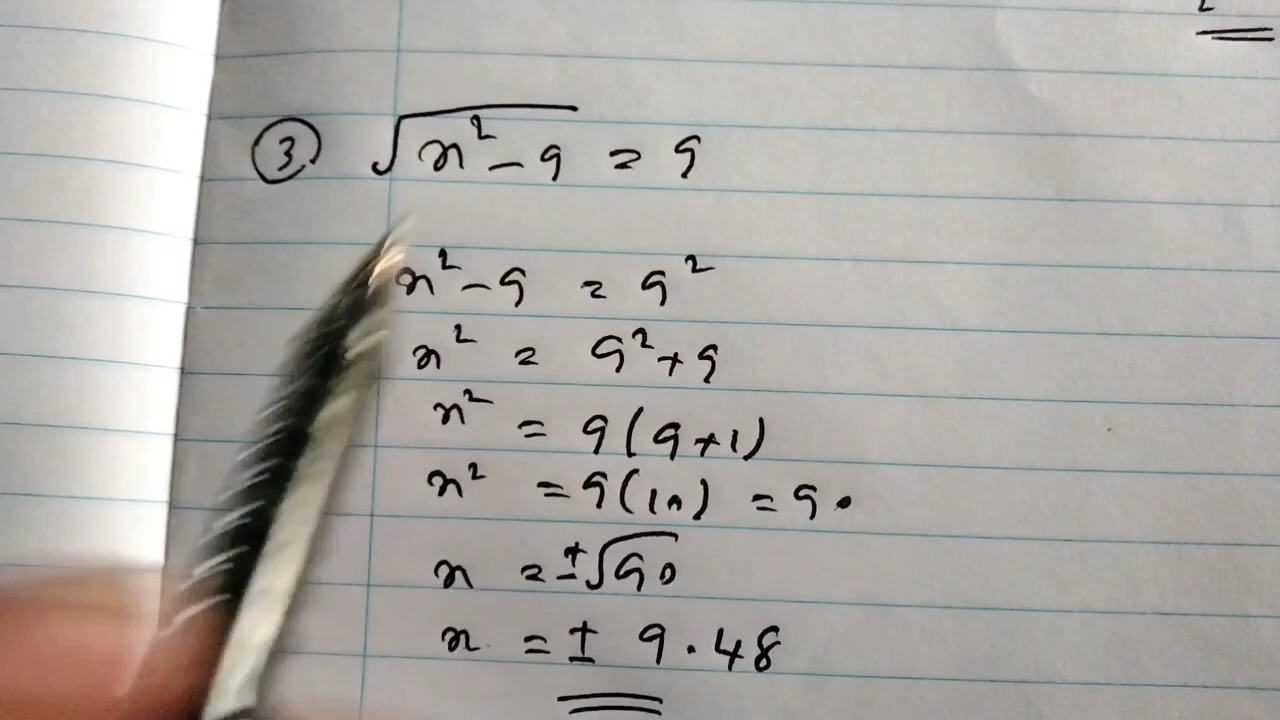 ③ √(x² - 9) = 9
x² - 9 = 9²
x² = 9² + 9
x² = 9(9+1)
x² = 9(10) = 90
x = ±√90
x = ± 9.48